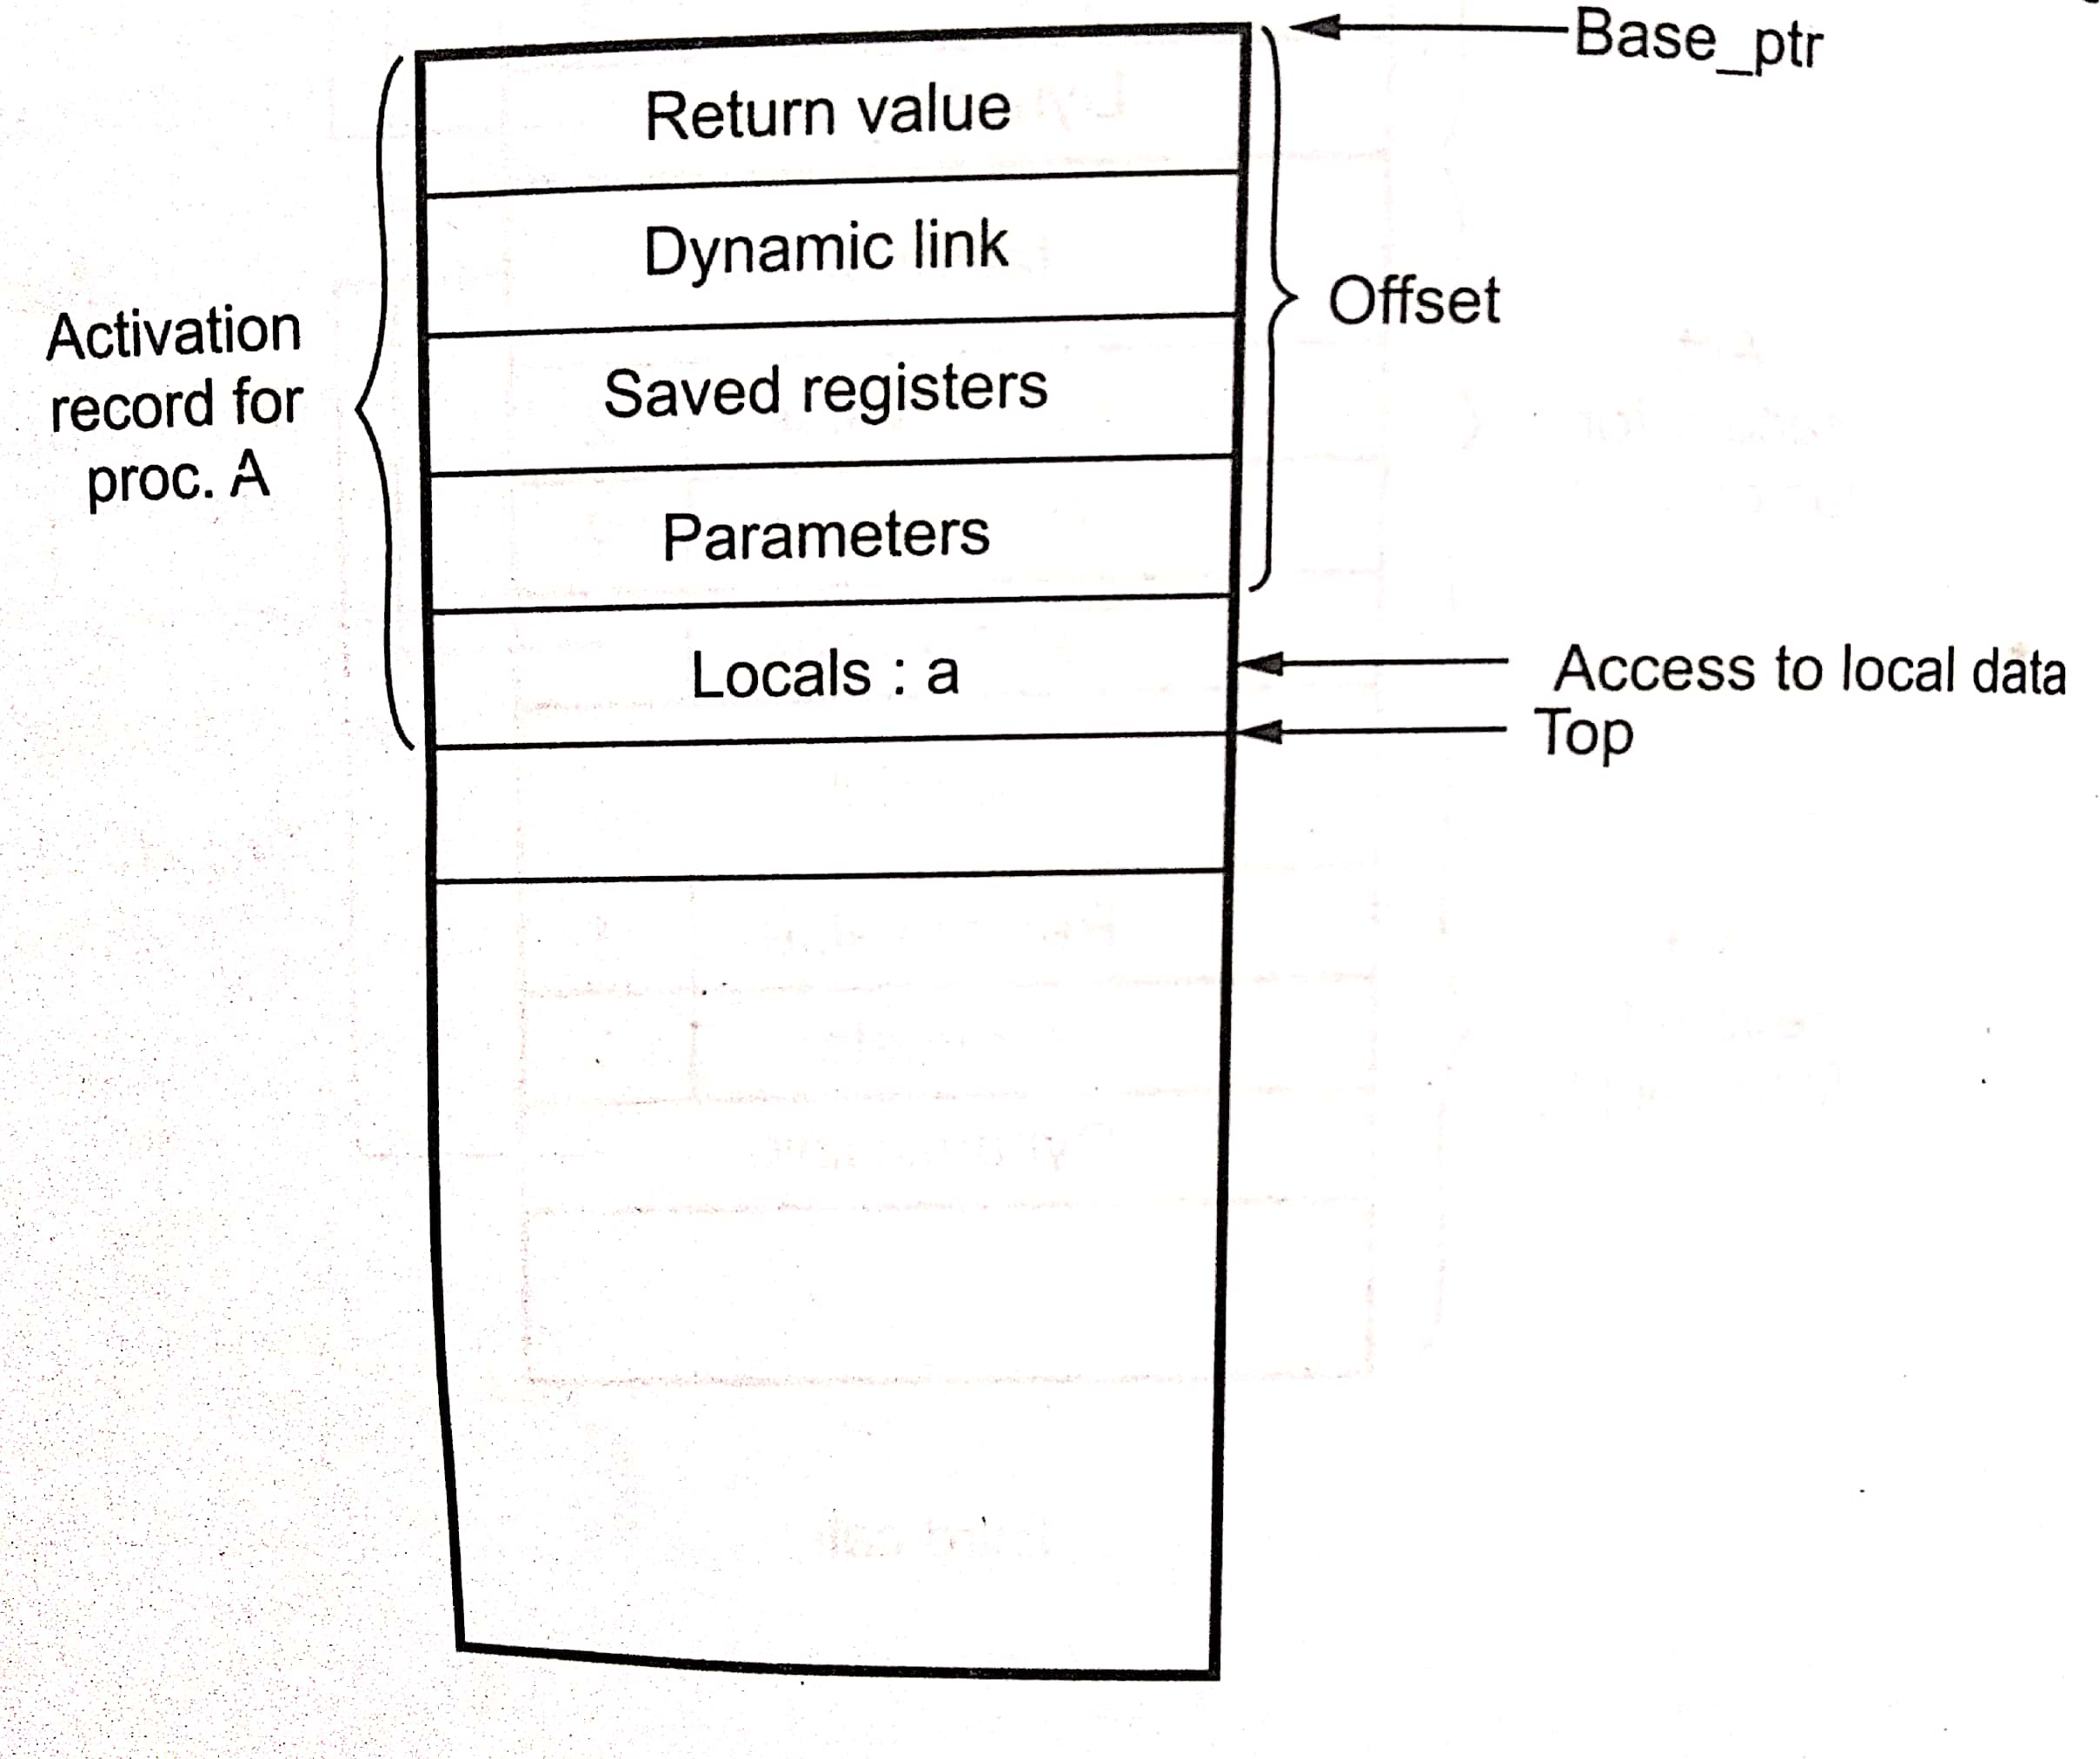 Base_ptr
Return value
Dynamic link
Offset
Activation
record for
proc. A
Saved registers
Parameters
Locals : a
Access to local data
Top